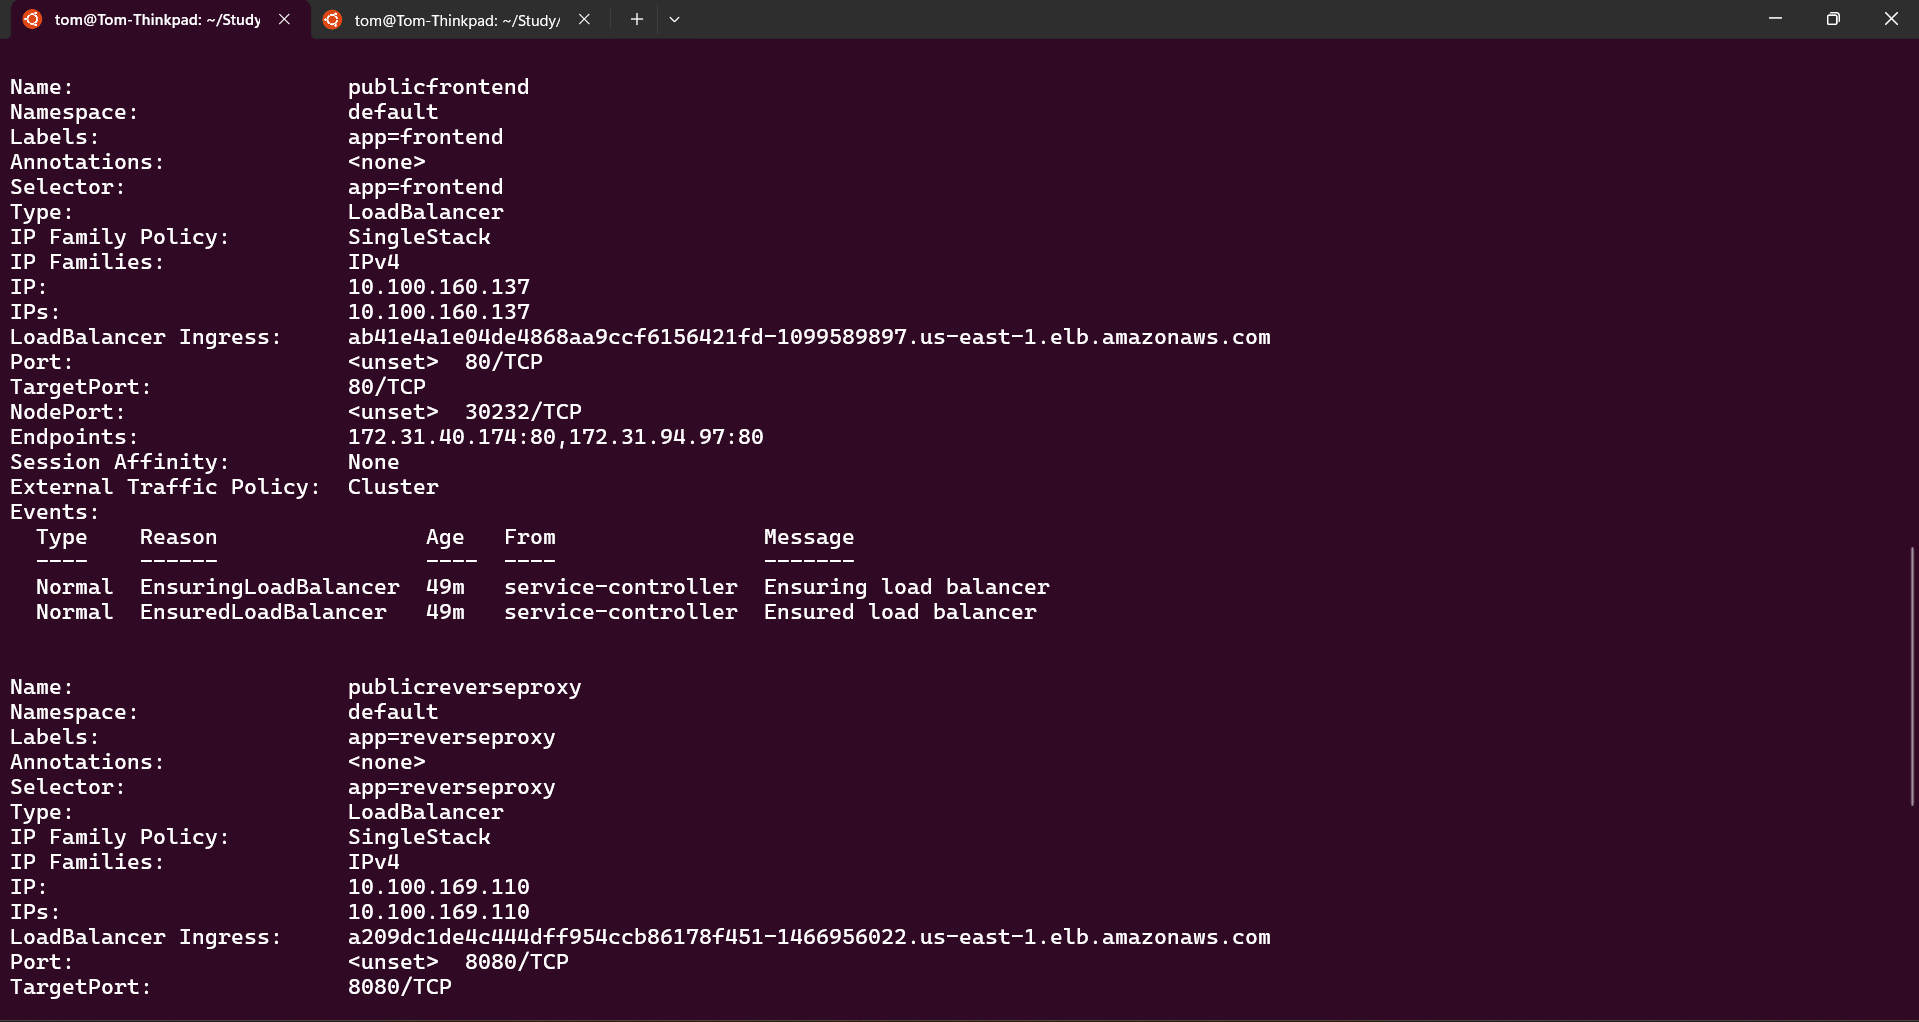 tom@Tom-Thinkpad: ~/Study
tom@Tom-Thinkpad: ~/Study/
Name: publicfrontend
Namespace: default
Labels: app=frontend
Annotations: <none>
Selector: app=frontend
Type: LoadBalancer
IP Family Policy: SingleStack
IP Families: IPv4
IP: 10.100.160.137
IPs: 10.100.160.137
LoadBalancer Ingress: ab41e4a1e04de4868aa9ccf6156421fd-1099589897.us-east-1.elb.amazonaws.com
Port: <unset> 80/TCP
TargetPort: 80/TCP
NodePort: <unset> 30232/TCP
Endpoints: 172.31.40.174:80,172.31.94.97:80
Session Affinity: None
External Traffic Policy: Cluster
Events:
Type Reason Age From Message
---- ------ ---- ---- -------
Normal EnsuringLoadBalancer 49m service-controller Ensuring load balancer
Normal EnsuredLoadBalancer 49m service-controller Ensured load balancer
Name: publicreverseproxy
Namespace: default
Labels: app=reverseproxy
Annotations: <none>
Selector: app=reverseproxy
Type: LoadBalancer
IP Family Policy: SingleStack
IP Families: IPv4
IP: 10.100.169.110
IPs: 10.100.169.110
LoadBalancer Ingress: a209dc1de4c444dff954ccb86178f451-1466956022.us-east-1.elb.amazonaws.com
Port: <unset> 8080/TCP
TargetPort: 8080/TCP